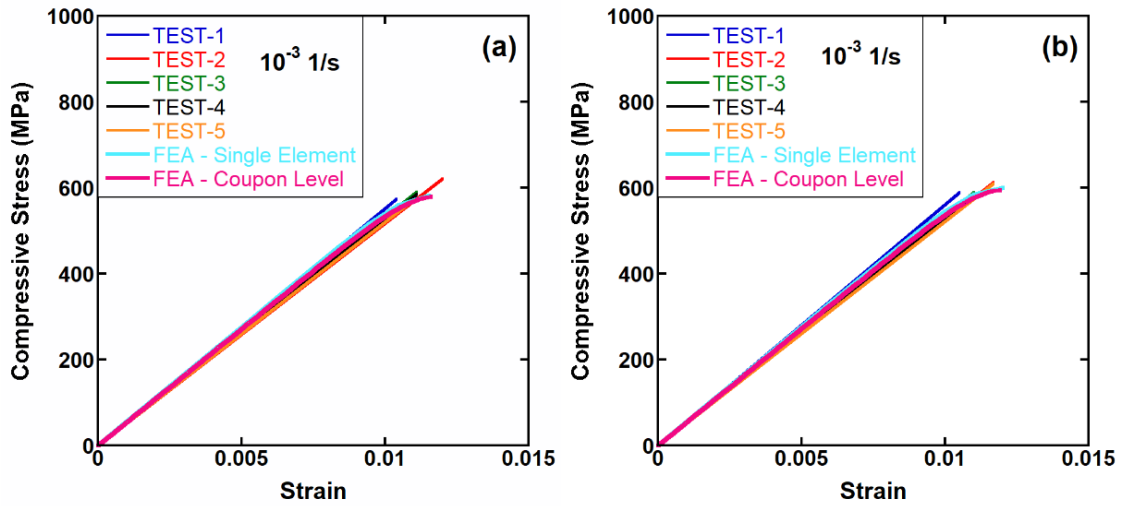 1000
800
600
400
200
0
Compressive Stress (MPa)
TEST-1
TEST-2
TEST-3
TEST-4
TEST-5
FEA - Single Element
FEA - Coupon Level
10⁻³ 1/s
(a)
0
0.005
0.01
0.015
Strain
1000
800
600
400
200
0
Compressive Stress (MPa)
TEST-1
TEST-2
TEST-3
TEST-4
TEST-5
FEA - Single Element
FEA - Coupon Level
10⁻³ 1/s
(b)
0
0.005
0.01
0.015
Strain